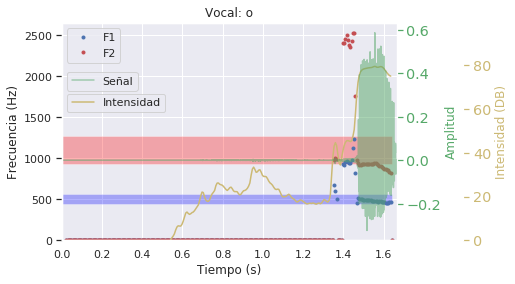 Vocal: o
F1
F2
Señal
Intensidad
Frecuencia (Hz)
2500
2000
1500
1000
500
0
0.0 0.2 0.4 0.6 0.8 1.0 1.2 1.4 1.6
Tiempo (s)
Amplitud
0.6
0.4
0.2
0.0
−0.2
Intensidad (DB)
80
60
40
20
0